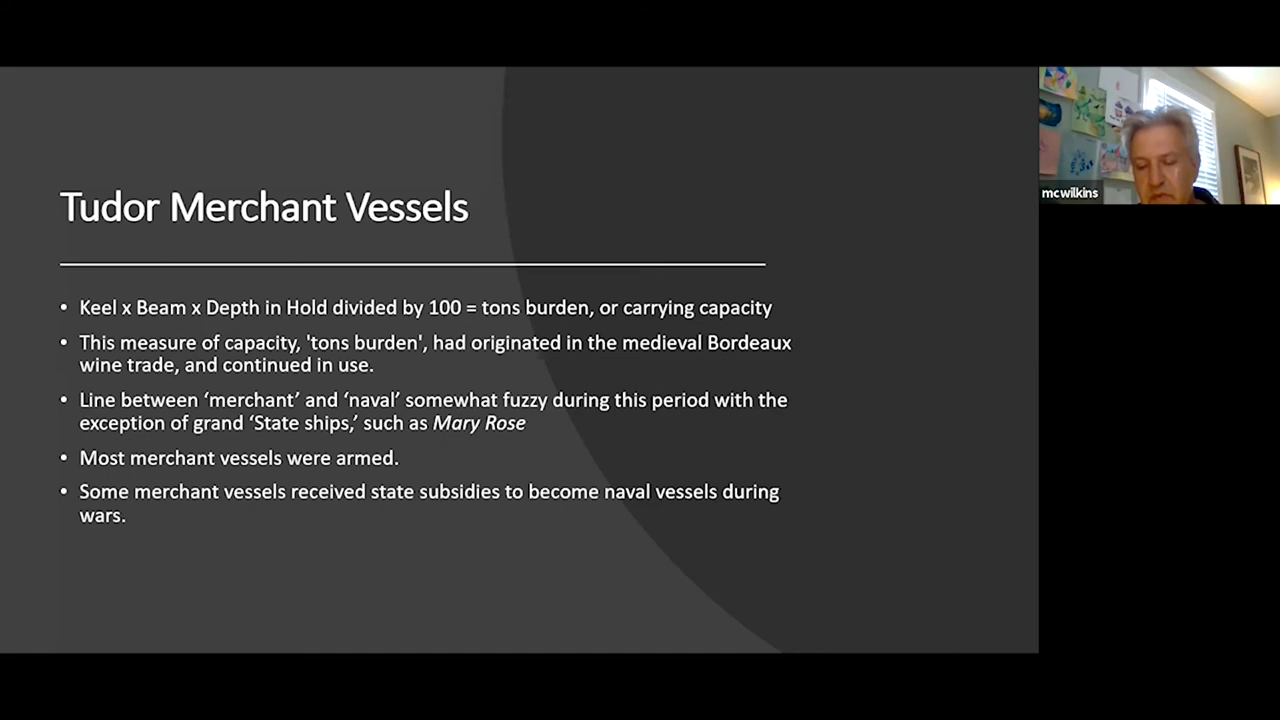 Tudor Merchant Vessels
• Keel x Beam x Depth in Hold divided by 100 = tons burden, or carrying capacity
• This measure of capacity, 'tons burden', had originated in the medieval Bordeaux
wine trade, and continued in use.
• Line between ‘merchant’ and ‘naval’ somewhat fuzzy during this period with the
exception of grand ‘State ships,’ such as Mary Rose
• Most merchant vessels were armed.
• Some merchant vessels received state subsidies to become naval vessels during
wars.
mcwilkins